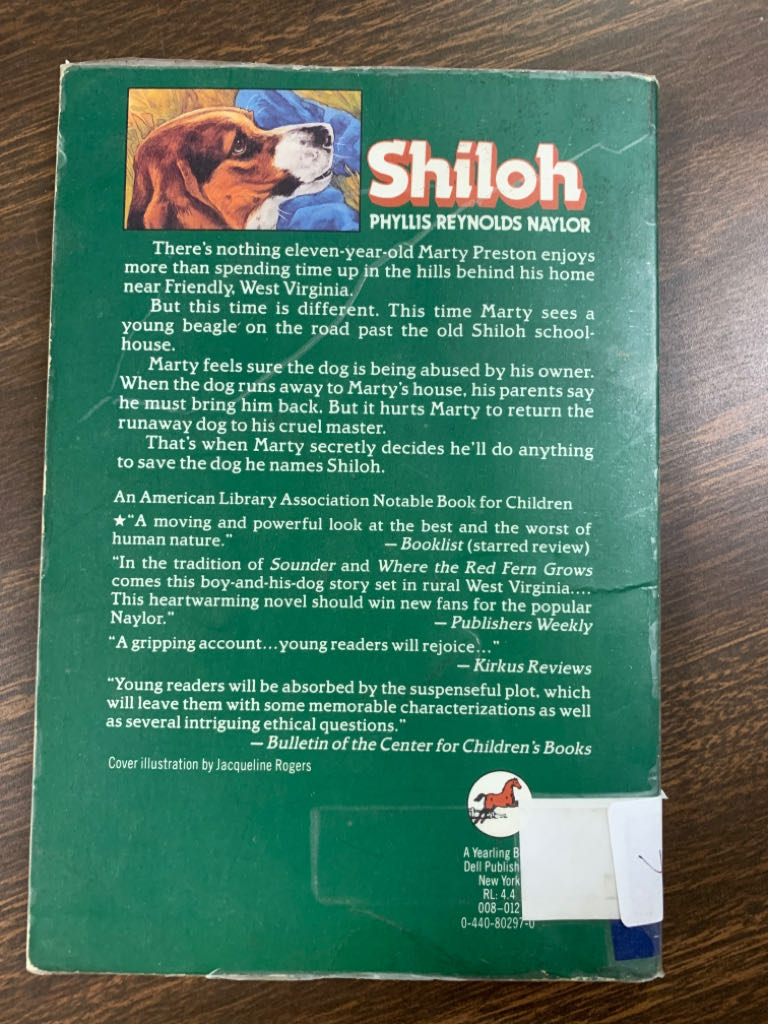 Shiloh
PHYLLIS REYNOLDS NAYLOR
There's nothing eleven-year-old Marty Preston enjoys
more than spending time up in the hills behind his home
near Friendly, West Virginia.
But this time is different. This time Marty sees a
young beagle on the road past the old Shiloh school-
house.
Marty feels sure the dog is being abused by his owner.
When the dog runs away to Marty's house, his parents say
he must bring him back. But it hurts Marty to return the
runaway dog to his cruel master.
That's when Marty secretly decides he'll do anything
to save the dog he names Shiloh.
An American Library Association Notable Book for Children
★"A moving and powerful look at the best and the worst of
human nature." — Booklist (starred review)
"In the tradition of Sounder and Where the Red Fern Grows
comes this boy-and-his-dog story set in rural West Virginia....
This heartwarming novel should win new fans for the popular
Naylor." — Publishers Weekly
"A gripping account...young readers will rejoice..."
— Kirkus Reviews
"Young readers will be absorbed by the suspenseful plot, which
will leave them with some memorable characterizations as well
as several intriguing ethical questions."
— Bulletin of the Center for Children's Books
Cover illustration by Jacqueline Rogers
A Yearling B
Dell Publish
New York
RL: 4.4
008–012
0-440-80297-0